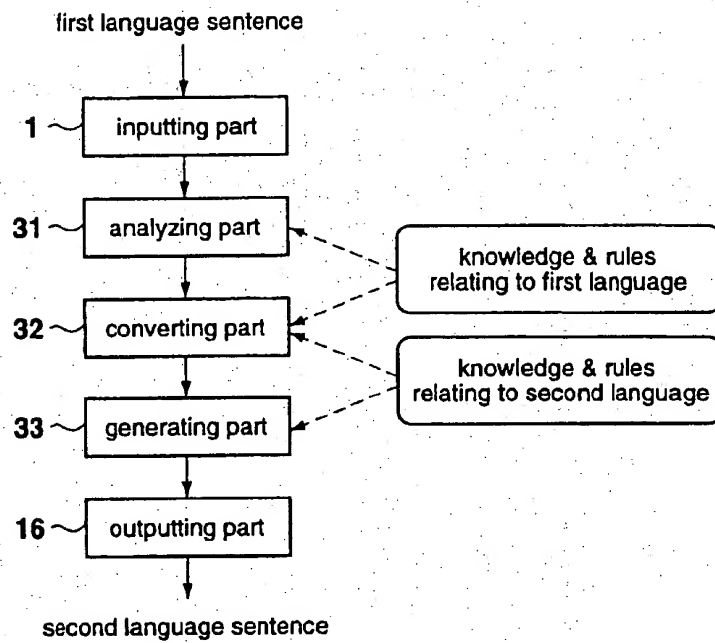 first language sentence
1
inputting part
31
analyzing part
knowledge & rules
relating to first language
32
converting part
knowledge & rules
relating to second language
33
generating part
16
outputting part
second language sentence